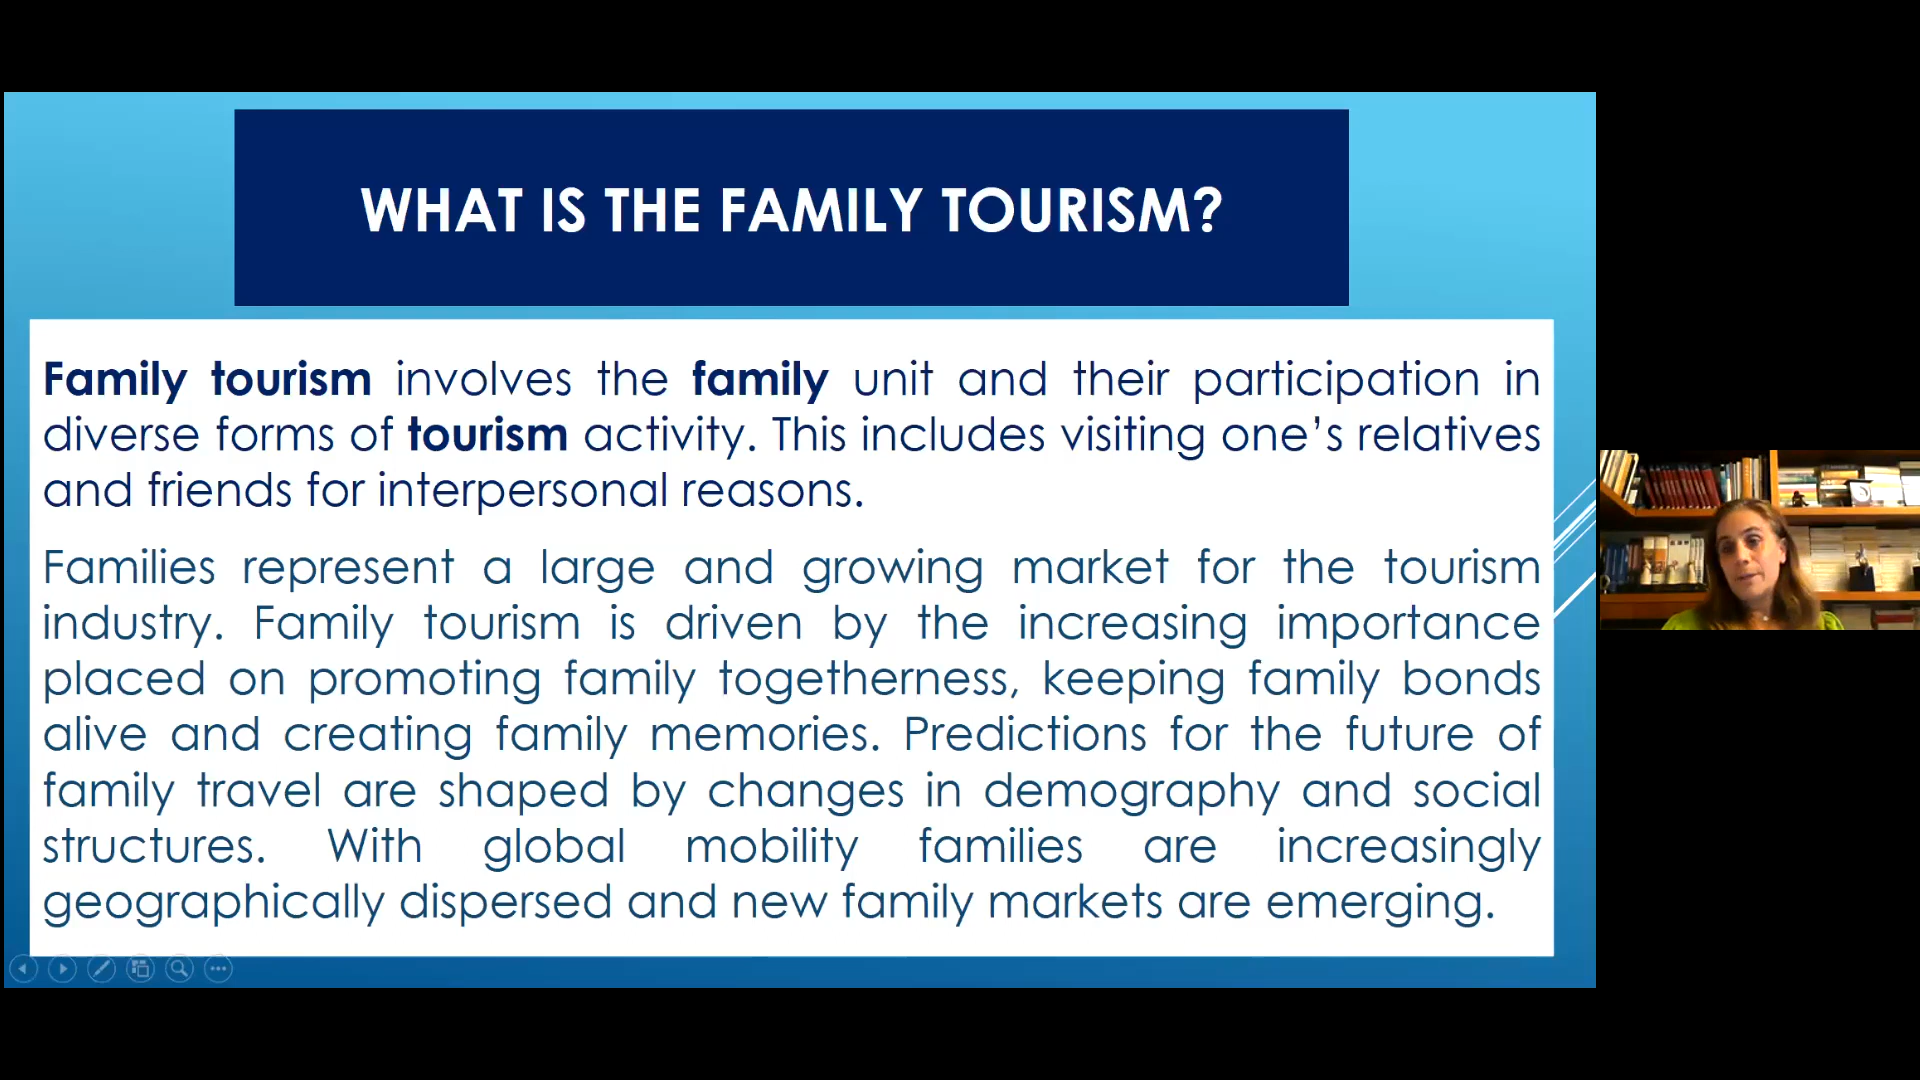 WHAT IS THE FAMILY TOURISM?
Family tourism involves the family unit and their participation in
diverse forms of tourism activity. This includes visiting one’s relatives
and friends for interpersonal reasons.
Families represent a large and growing market for the tourism
industry. Family tourism is driven by the increasing importance
placed on promoting family togetherness, keeping family bonds
alive and creating family memories. Predictions for the future of
family travel are shaped by changes in demography and social
structures. With global mobility families are increasingly
geographically dispersed and new family markets are emerging.